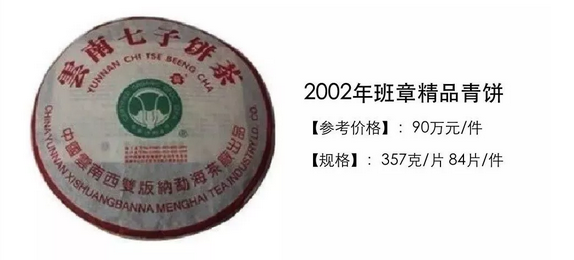 雲南七子餅茶
YUNNAN CHI TSE BEENG CHA
中國雲南西雙版納勐海茶廠出品
CHINA YUNNAN XISHUANGBANNA MENGHAI TEA INDUSTRY CO. LTD.
2002年班章精品青饼
【参考价格】：90万元/件
【规格】：357克/片 84片/件